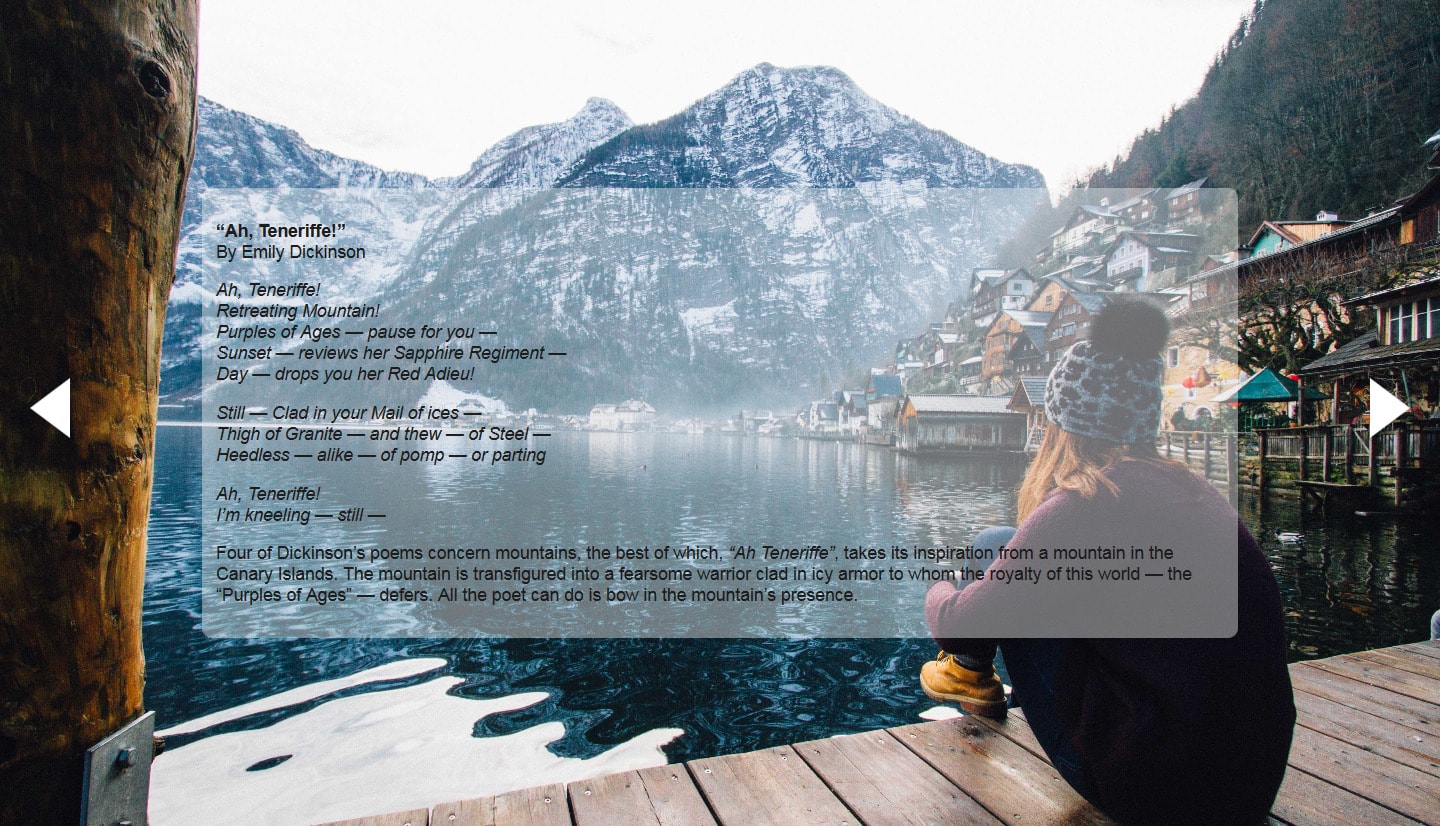 “Ah, Teneriffe!”
By Emily Dickinson
Ah, Teneriffe!
Retreating Mountain!
Purples of Ages — pause for you —
Sunset — reviews her Sapphire Regiment —
Day — drops you her Red Adieu!
Still — Clad in your Mail of ices —
Thigh of Granite — and thew — of Steel —
Heedless — alike — of pomp — or parting
Ah, Teneriffe!
I’m kneeling — still —
Four of Dickinson’s poems concern mountains, the best of which, “Ah Teneriffe”, takes its inspiration from a mountain in the
Canary Islands. The mountain is transfigured into a fearsome warrior clad in icy armor to whom the royalty of this world — the
“Purples of Ages” — defers. All the poet can do is bow in the mountain’s presence.